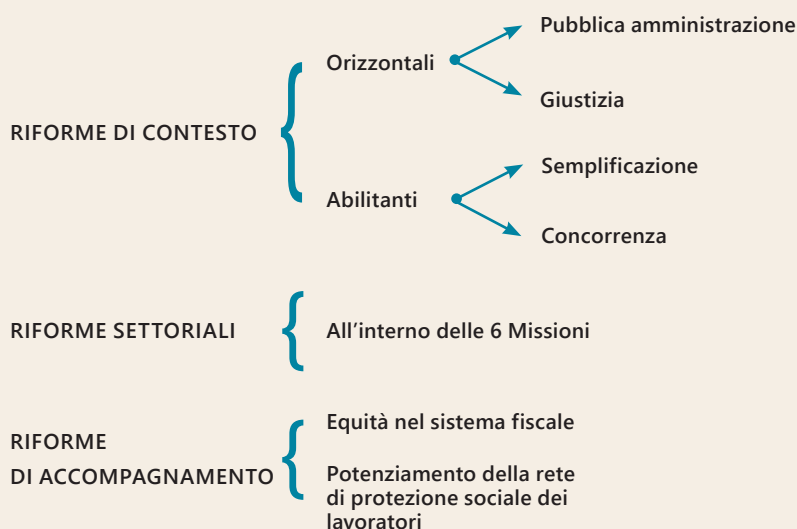 RIFORME DI CONTESTO
Orizzontali
Pubblica amministrazione
Giustizia
Abilitanti
Semplificazione
Concorrenza
RIFORME SETTORIALI
All’interno delle 6 Missioni
RIFORME
DI ACCOMPAGNAMENTO
Equità nel sistema fiscale
Potenziamento della rete
di protezione sociale dei
lavoratori